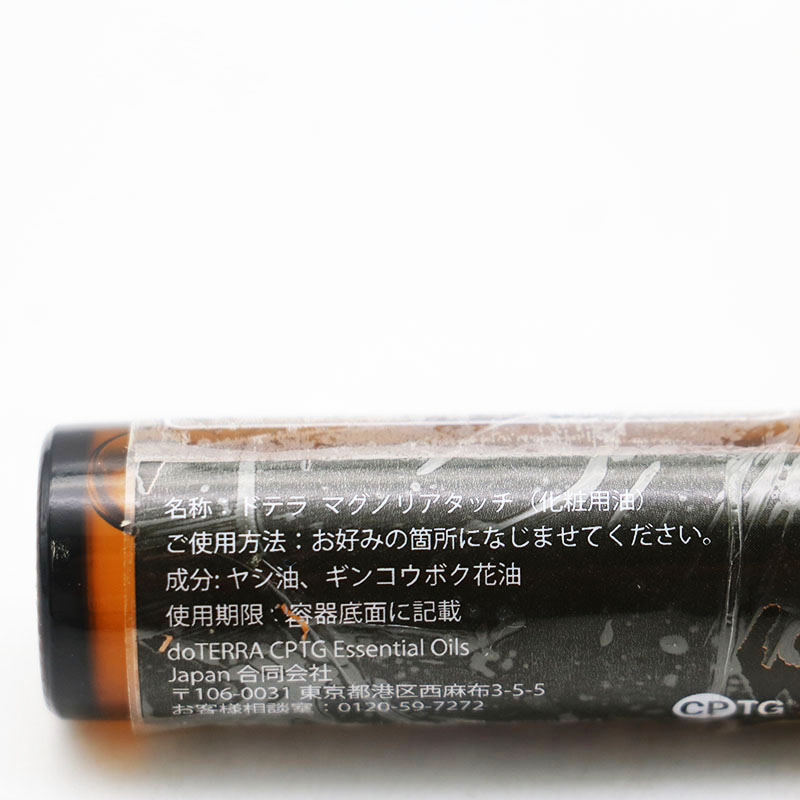 名称：ドテラ マグノリアタッチ（化粧用油）
ご使用方法：お好みの箇所になじませてください。
成分: ヤシ油、ギンコウボク花油
使用期限：容器底面に記載
doTERRA CPTG Essential Oils
Japan 合同会社
〒106-0031 東京都港区西麻布3-5-5
お客様相談室：0120-59-7272
CPTG